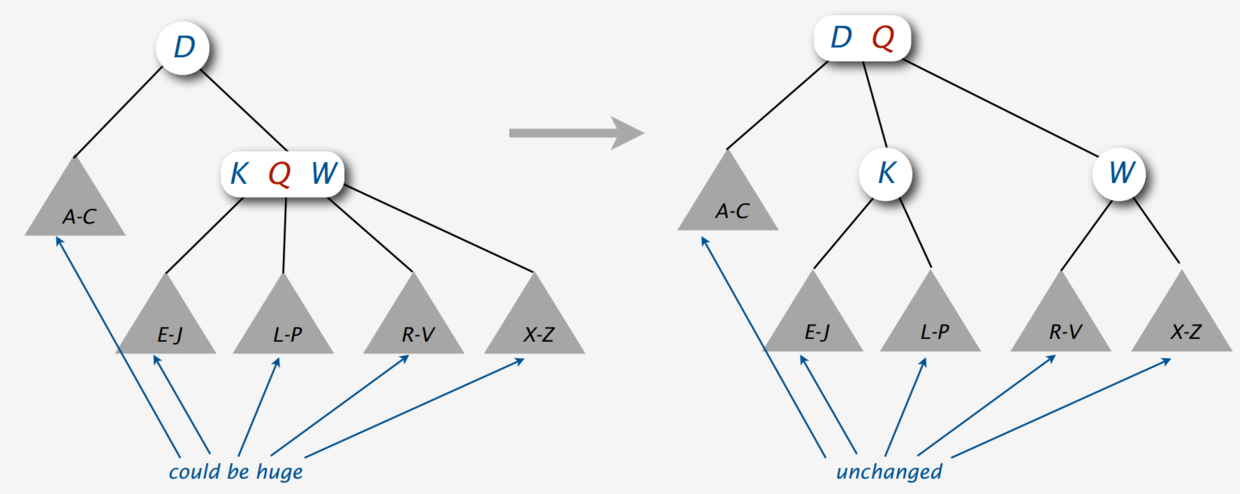 D
K Q W
A-C
E-J
L-P
R-V
X-Z
could be huge
D Q
K
W
A-C
E-J
L-P
R-V
X-Z
unchanged